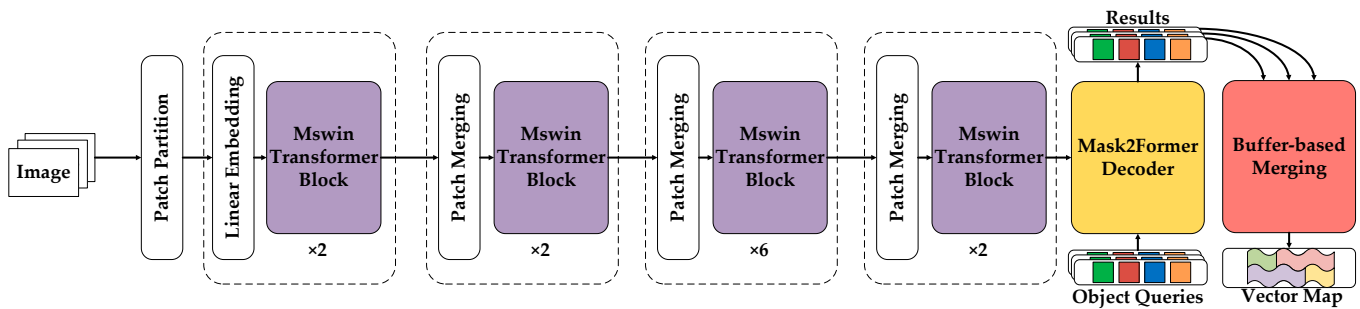 Image
Patch Partition
Linear Embedding
Mswin
Transformer
Block
×2
Patch Merging
Mswin
Transformer
Block
×2
Patch Merging
Mswin
Transformer
Block
×6
Patch Merging
Mswin
Transformer
Block
×2
Results
Mask2Former
Decoder
Object Queries
Buffer-based
Merging
Vector Map